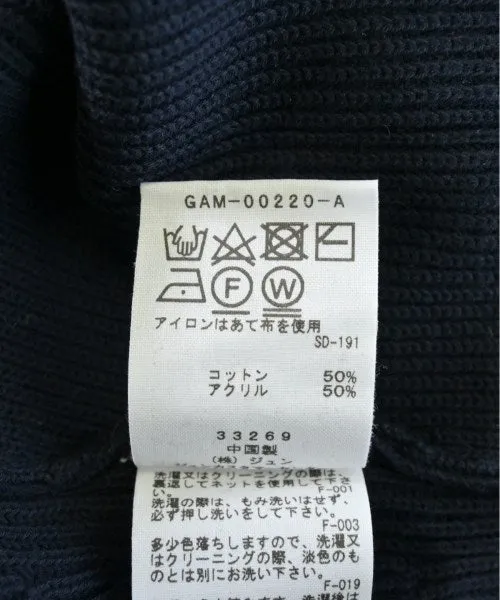 GAM-00220-A
F W
アイロンはあて布を使用
SD-191
コットン 50%
アクリル 50%
33269
中国製
(株) ジュン
洗濯又はクリーニングの際は、
裏返してネットを使用して下さ
い。
F-001
洗濯の際は、もみ洗いはせず、
必ず押し洗いをして下さい。
F-003
多少色落ちしますので、洗濯又
はクリーニングの際、淡色のも
のとは別にお洗い下さい。
F-019